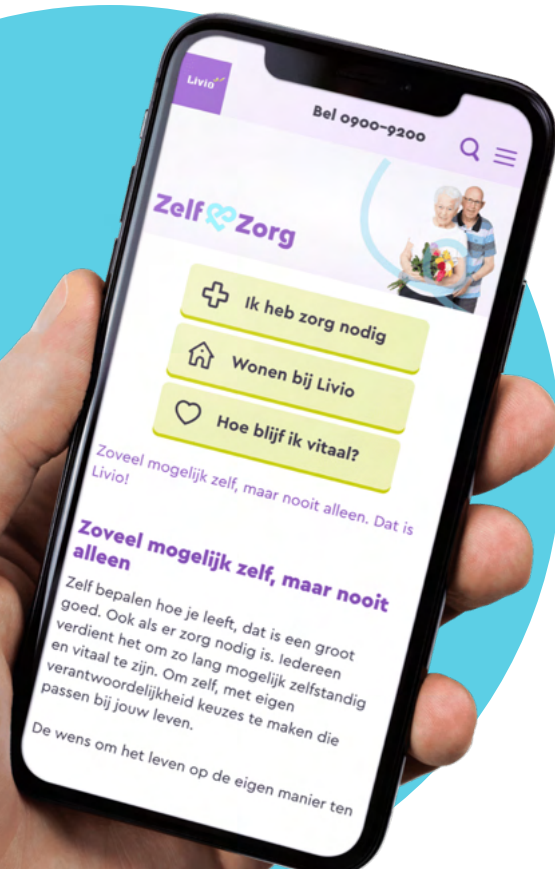 Livio
Bel 0900-9200
Zelf Zorg
Ik heb zorg nodig
Wonen bij Livio
Hoe blijf ik vitaal?
Zoveel mogelijk zelf, maar nooit alleen. Dat is
Livio!
Zoveel mogelijk zelf, maar nooit
alleen
Zelf bepalen hoe je leeft, dat is een groot
goed. Ook als er zorg nodig is. Iedereen
verdient het om zo lang mogelijk zelfstandig
en vitaal te zijn. Om zelf, met eigen
verantwoordelijkheid keuzes te maken die
passen bij jouw leven.
De wens om het leven op de eigen manier ten